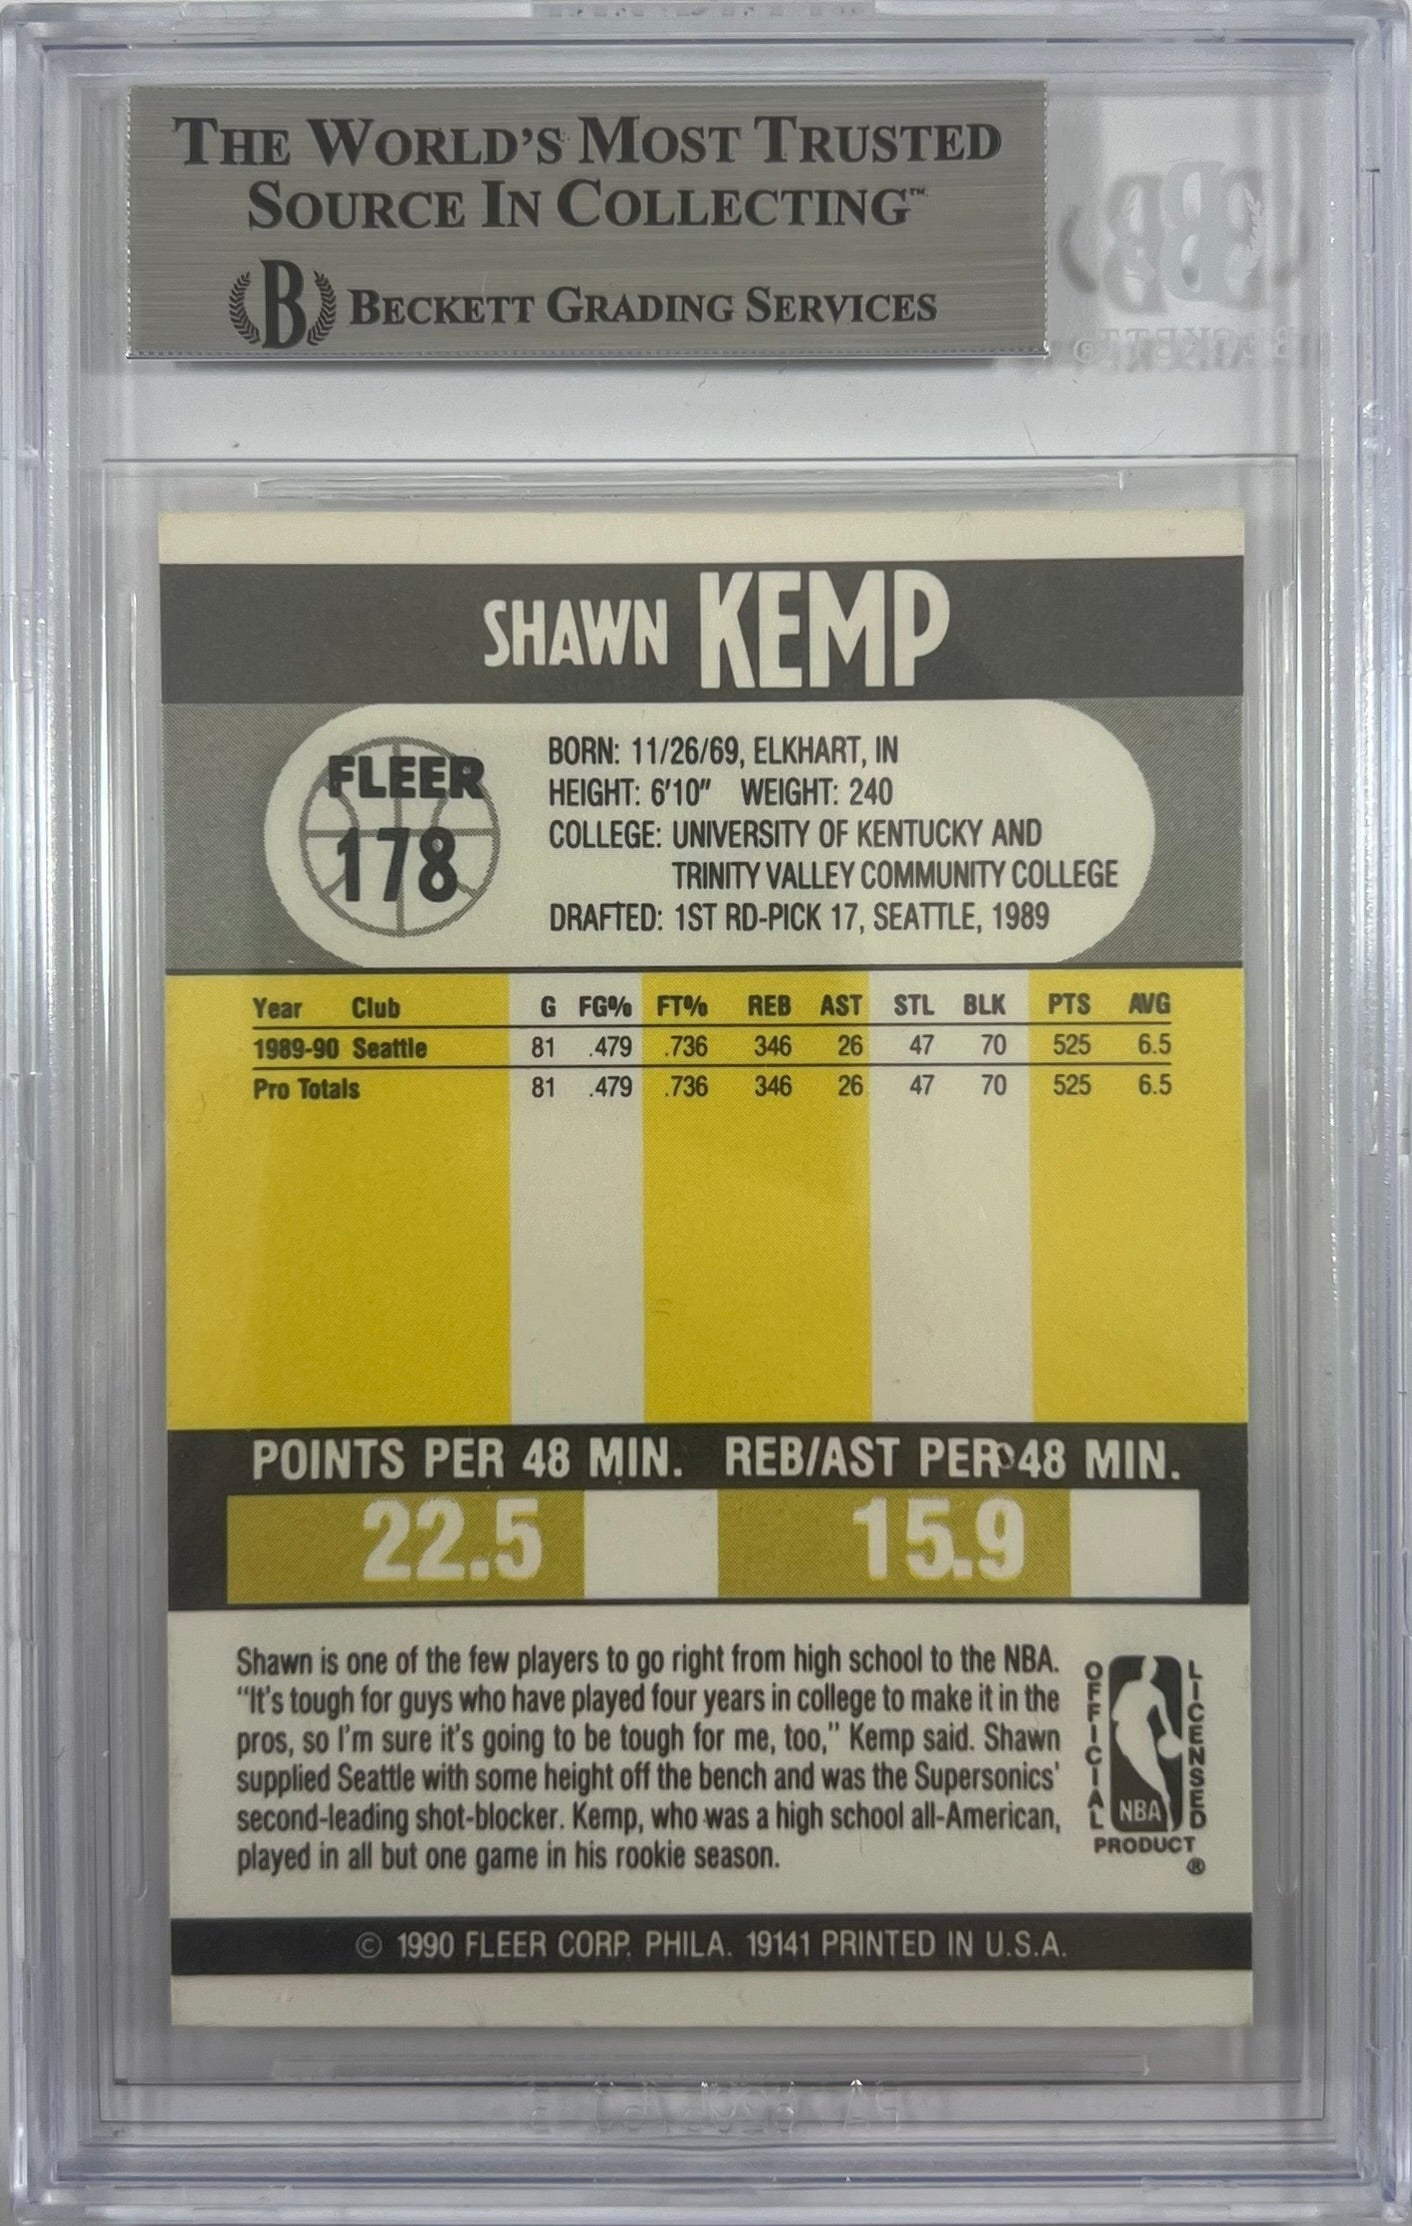 THE WORLD'S MOST TRUSTED
SOURCE IN COLLECTING™
B BECKETT GRADING SERVICES
BBB
BECKETT®
SHAWN KEMP
FLEER
178
BORN: 11/26/69, ELKHART, IN
HEIGHT: 6'10" WEIGHT: 240
COLLEGE: UNIVERSITY OF KENTUCKY AND
TRINITY VALLEY COMMUNITY COLLEGE
DRAFTED: 1ST RD-PICK 17, SEATTLE, 1989
Year Club G FG% FT% REB AST STL BLK PTS AVG
1989-90 Seattle 81 .479 .736 346 26 47 70 525 6.5
Pro Totals 81 .479 .736 346 26 47 70 525 6.5
POINTS PER 48 MIN. REB/AST PER 48 MIN.
22.5 15.9
Shawn is one of the few players to go right from high school to the NBA.
"It's tough for guys who have played four years in college to make it in the
pros, so I'm sure it's going to be tough for me, too," Kemp said. Shawn
supplied Seattle with some height off the bench and was the Supersonics'
second-leading shot-blocker. Kemp, who was a high school all-American,
played in all but one game in his rookie season.
OFFICIAL
NBA
LICENSED
PRODUCT
®
© 1990 FLEER CORP. PHILA. 19141 PRINTED IN U.S.A.